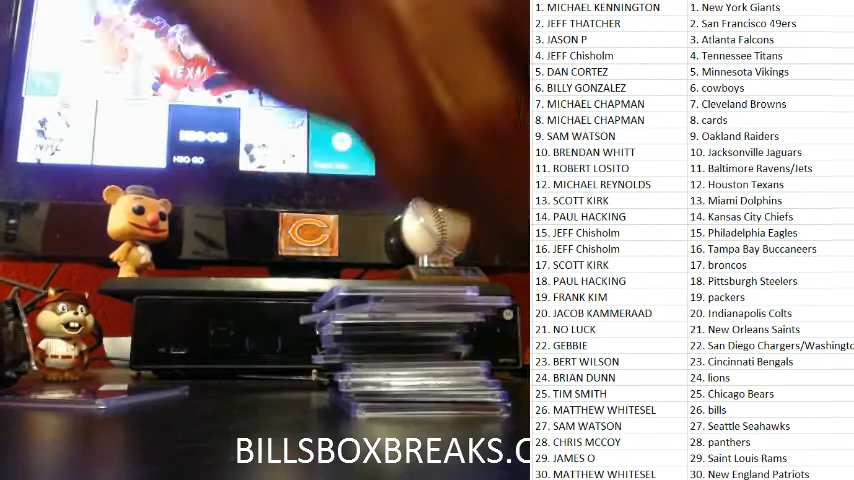 1. MICHAEL KENNINGTON 1. New York Giants
2. JEFF THATCHER 2. San Francisco 49ers
3. JASON P 3. Atlanta Falcons
4. JEFF Chisholm 4. Tennessee Titans
5. DAN CORTEZ 5. Minnesota Vikings
6. BILLY GONZALEZ 6. cowboys
7. MICHAEL CHAPMAN 7. Cleveland Browns
8. MICHAEL CHAPMAN 8. cards
9. SAM WATSON 9. Oakland Raiders
10. BRENDAN WHITT 10. Jacksonville Jaguars
11. ROBERT LOSITO 11. Baltimore Ravens/Jets
12. MICHAEL REYNOLDS 12. Houston Texans
13. SCOTT KIRK 13. Miami Dolphins
14. PAUL HACKING 14. Kansas City Chiefs
15. JEFF Chisholm 15. Philadelphia Eagles
16. JEFF Chisholm 16. Tampa Bay Buccaneers
17. SCOTT KIRK 17. broncos
18. PAUL HACKING 18. Pittsburgh Steelers
19. FRANK KIM 19. packers
20. JACOB KAMMERAAD 20. Indianapolis Colts
21. NO LUCK 21. New Orleans Saints
22. GEBBIE 22. San Diego Chargers/Washingto
23. BERT WILSON 23. Cincinnati Bengals
24. BRIAN DUNN 24. lions
25. TIM SMITH 25. Chicago Bears
26. MATTHEW WHITESEL 26. bills
27. SAM WATSON 27. Seattle Seahawks
28. CHRIS MCCOY 28. panthers
29. JAMES O 29. Saint Louis Rams
30. MATTHEW WHITESEL 30. New England Patriots
HBO GO
HBO GO
BILLSBOXBREAKS.C